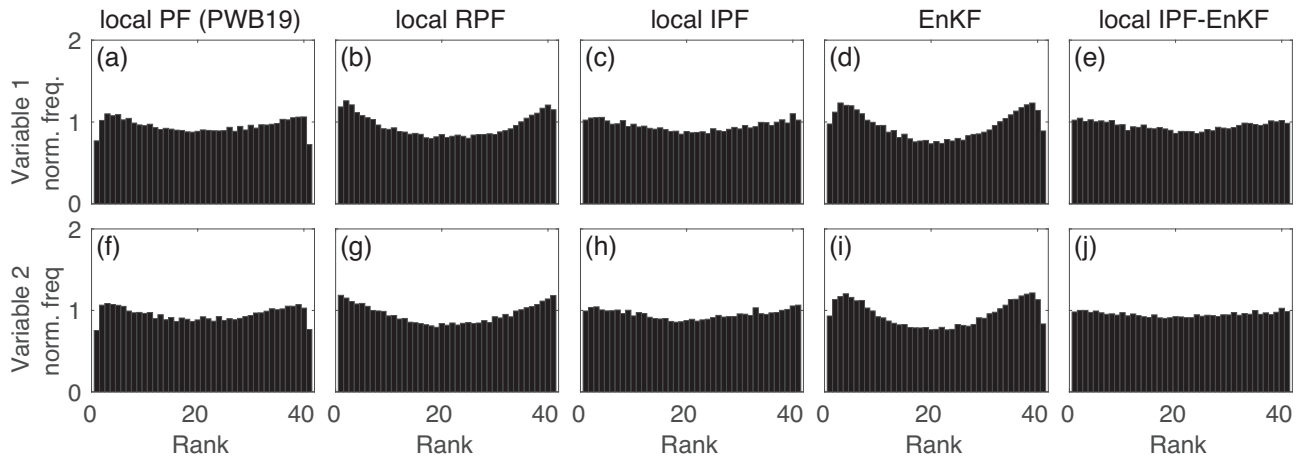 local PF (PWB19) local RPF local IPF EnKF local IPF-EnKF
Variable 1
norm. freq.
2
1
0
(a) (b) (c) (d) (e)
Variable 2
norm. freq
2
1
0
(f) (g) (h) (i) (j)
0 20 40 0 20 40 0 20 40 0 20 40 0 20 40
Rank Rank Rank Rank Rank